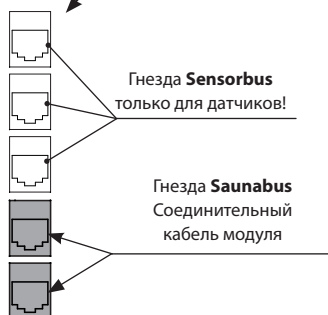 Гнезда Sensorbus
только для датчиков!
Гнезда Saunabus
Соединительный
кабель модуля